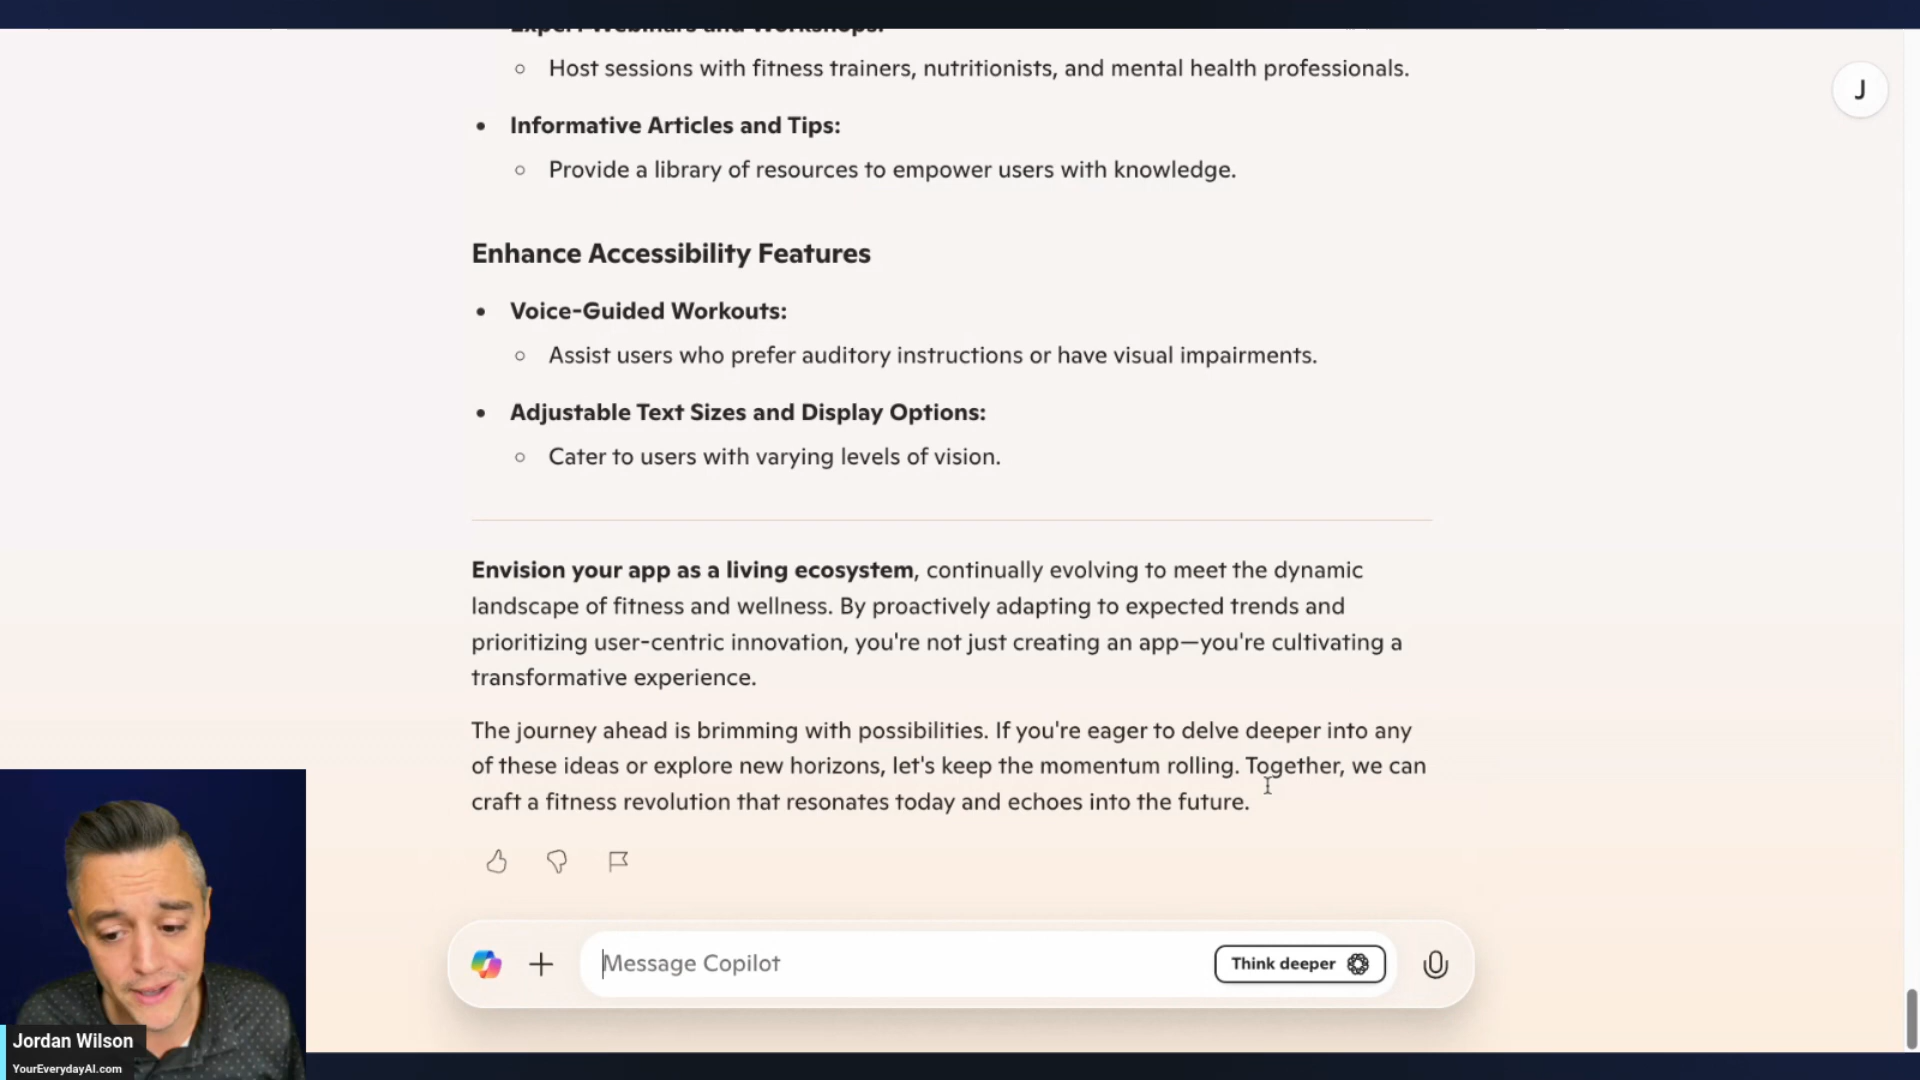 Expert Webinars and Workshops:
Host sessions with fitness trainers, nutritionists, and mental health professionals.
J
Informative Articles and Tips:
Provide a library of resources to empower users with knowledge.
Enhance Accessibility Features
Voice-Guided Workouts:
Assist users who prefer auditory instructions or have visual impairments.
Adjustable Text Sizes and Display Options:
Cater to users with varying levels of vision.
Envision your app as a living ecosystem, continually evolving to meet the dynamic
landscape of fitness and wellness. By proactively adapting to expected trends and
prioritizing user-centric innovation, you're not just creating an app—you're cultivating a
transformative experience.
The journey ahead is brimming with possibilities. If you're eager to delve deeper into any
of these ideas or explore new horizons, let's keep the momentum rolling. Together, we can
craft a fitness revolution that resonates today and echoes into the future.
Message Copilot
Think deeper
Jordan Wilson
YourEverydayAI.com